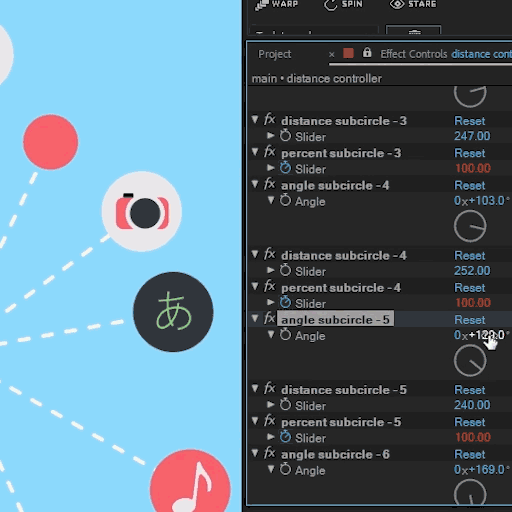 WARP SPIN STARE
Project × Effect Controls distance cont
main • distance controller
fx distance subcircle - 3 Reset
Slider 247.00
fx percent subcircle - 3 Reset
Slider 100.00
fx angle subcircle - 4 Reset
Angle 0x+103.0°
fx distance subcircle - 4 Reset
Slider 252.00
fx percent subcircle - 4 Reset
Slider 100.00
fx angle subcircle - 5 Reset
Angle
あ
fx distance subcircle - 5 Reset
Slider 240.00
fx percent subcircle - 5 Reset
Slider 100.00
fx angle subcircle - 6 Reset
Angle 0x+169.0°